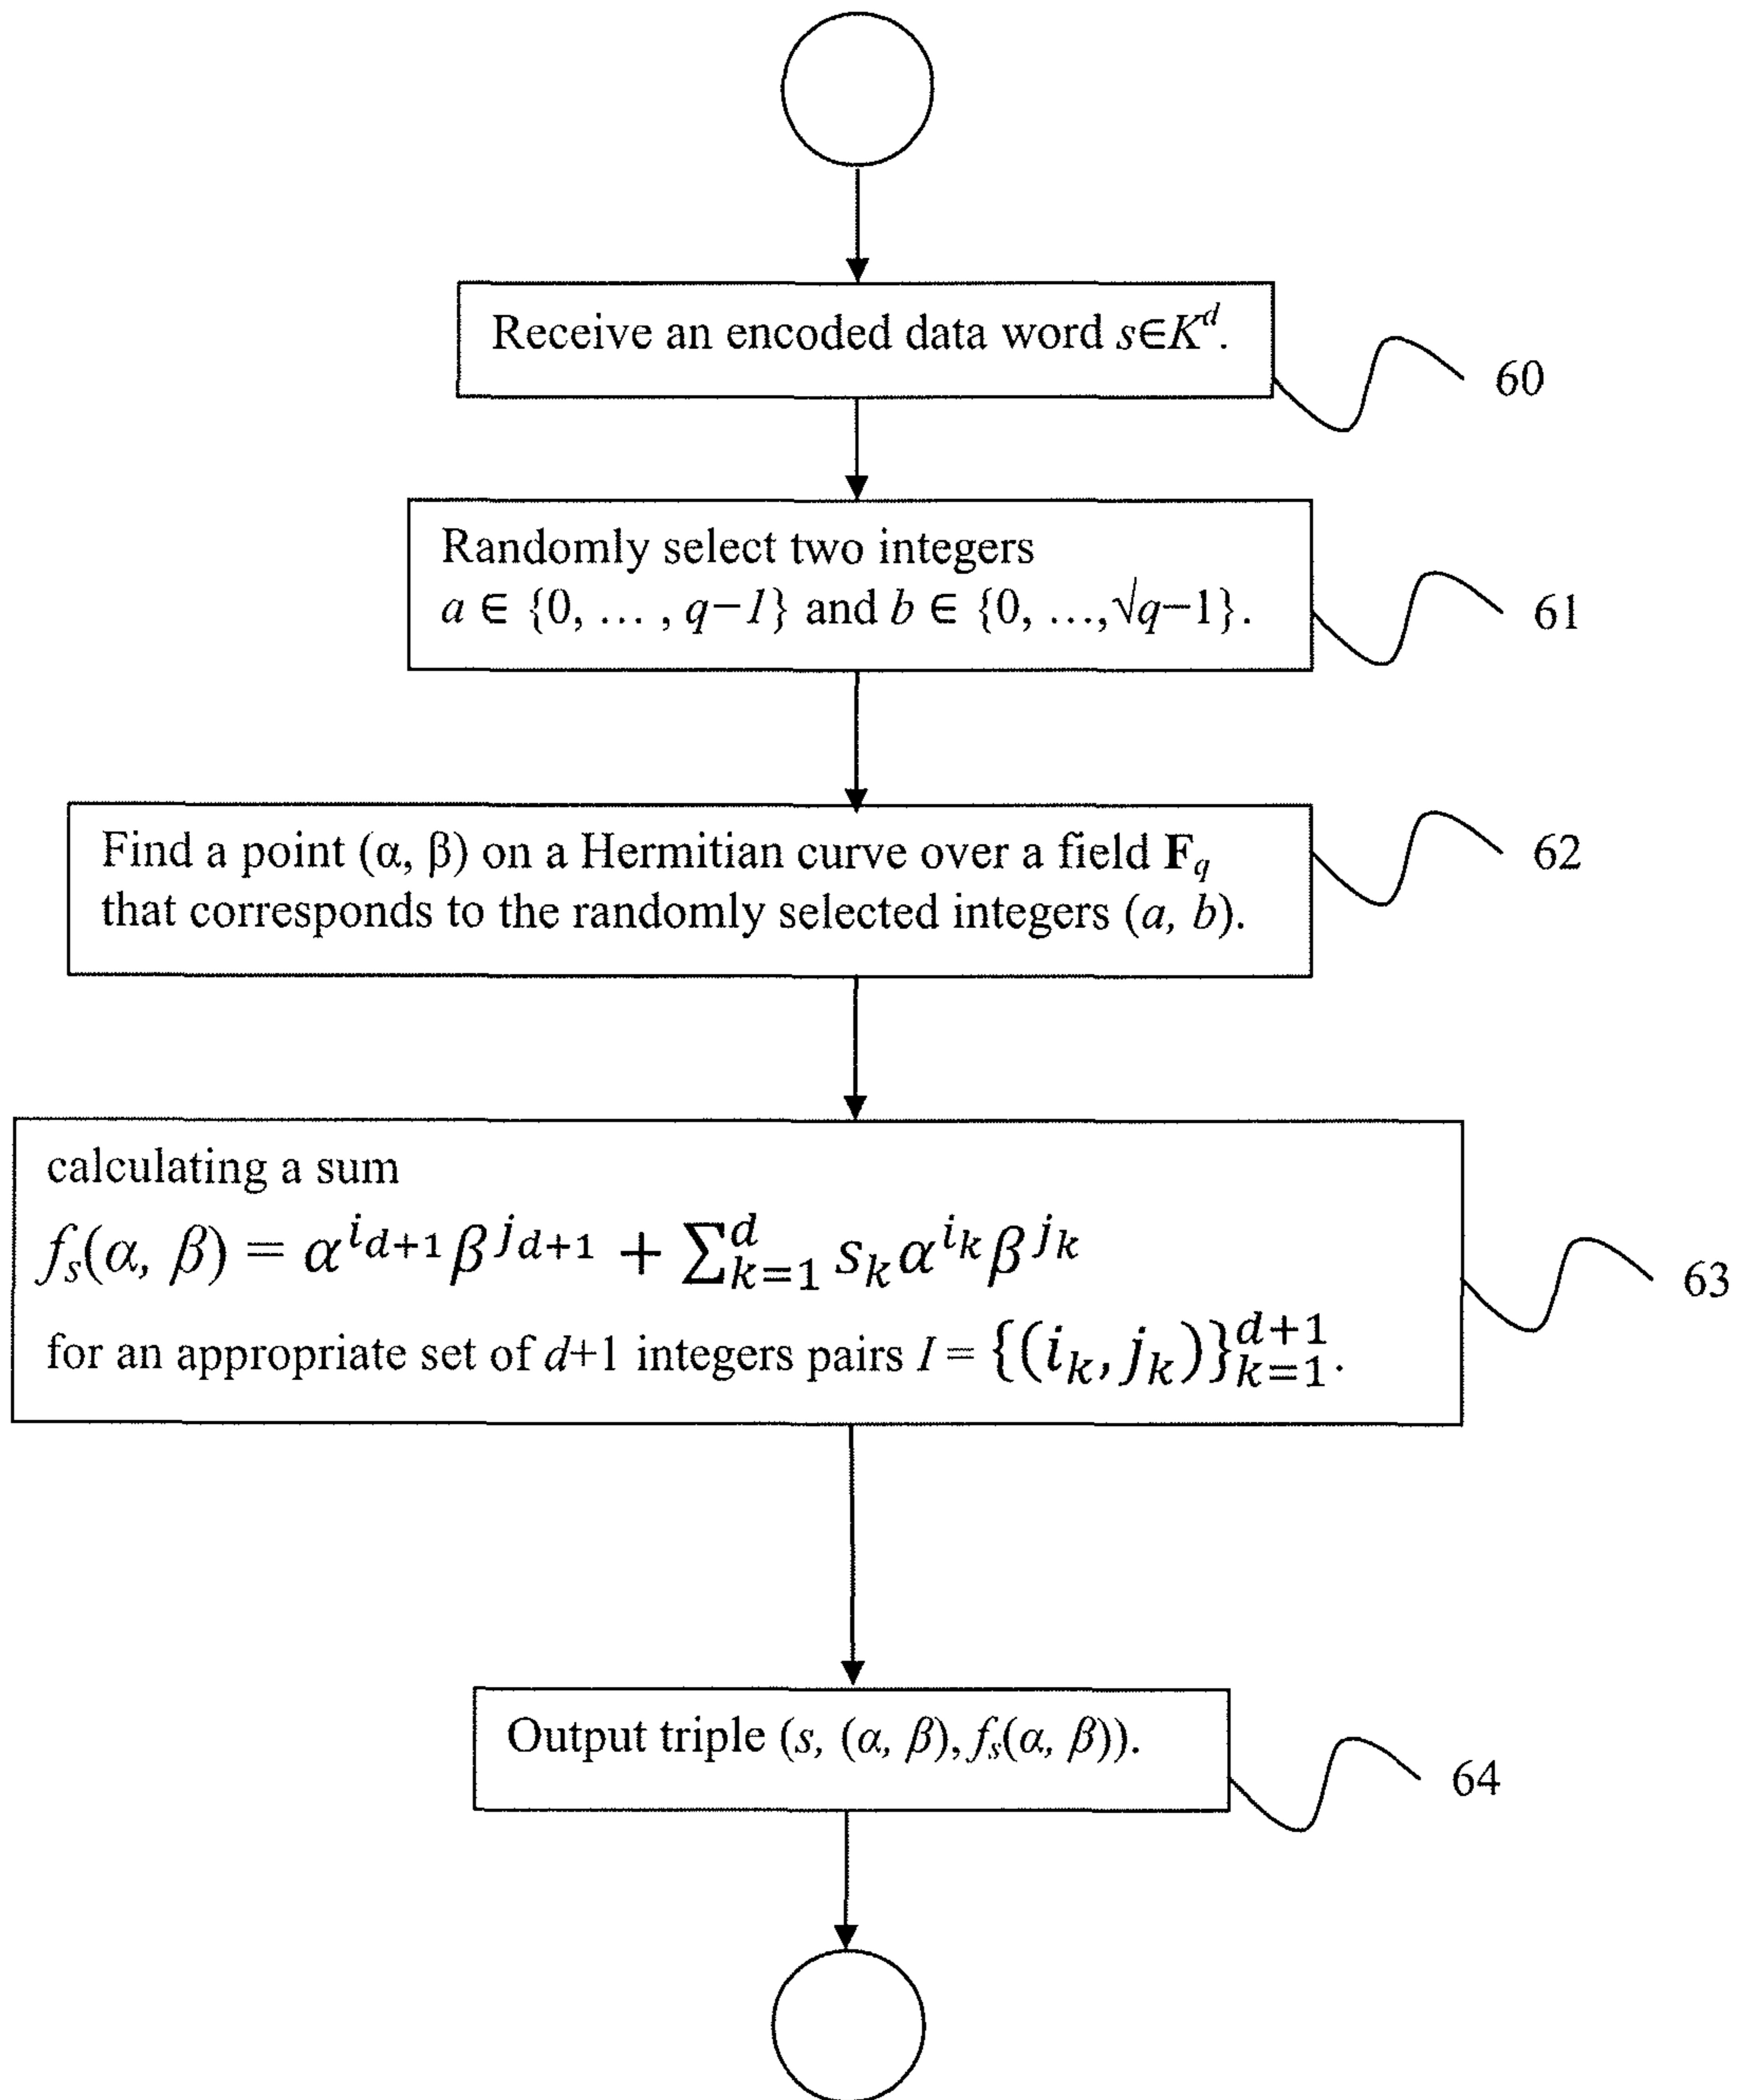 Receive an encoded data word s∈K^d.
60
Randomly select two integers
a ∈ {0, … , q−1} and b ∈ {0, …,√q−1}.
61
Find a point (α, β) on a Hermitian curve over a field F_q
that corresponds to the randomly selected integers (a, b).
62
calculating a sum
f_s(α, β) = α^{i_{d+1}} β^{j_{d+1}} + ∑_{k=1}^{d} s_k α^{i_k} β^{j_k}
for an appropriate set of d+1 integers pairs I = {(i_k, j_k)}_{k=1}^{d+1}.
63
Output triple (s, (α, β), f_s(α, β)).
64